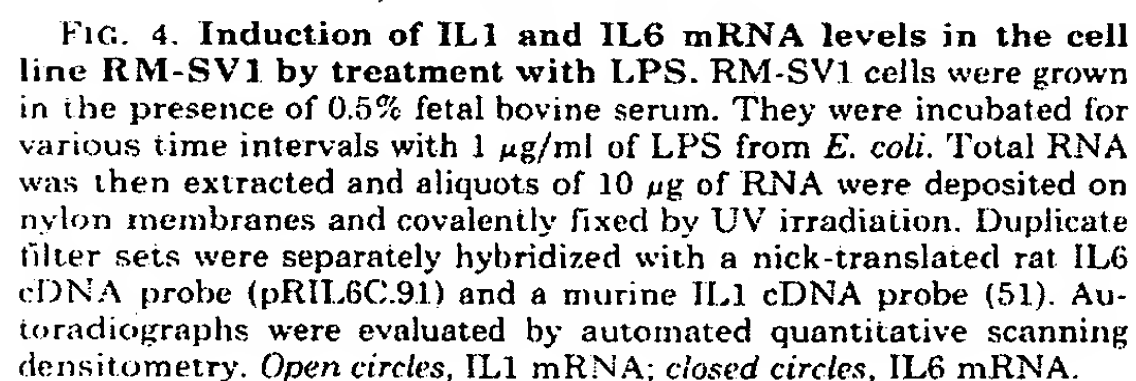 FIG. 4. Induction of IL1 and IL6 mRNA levels in the cell
line RM-SV1 by treatment with LPS. RM-SV1 cells were grown
in the presence of 0.5% fetal bovine serum. They were incubated for
various time intervals with 1 μg/ml of LPS from E. coli. Total RNA
was then extracted and aliquots of 10 μg of RNA were deposited on
nylon membranes and covalently fixed by UV irradiation. Duplicate
filter sets were separately hybridized with a nick-translated rat IL6
cDNA probe (pRIL6C.91) and a murine IL1 cDNA probe (51). Au-
toradiographs were evaluated by automated quantitative scanning
densitometry. Open circles, IL1 mRNA; closed circles, IL6 mRNA.